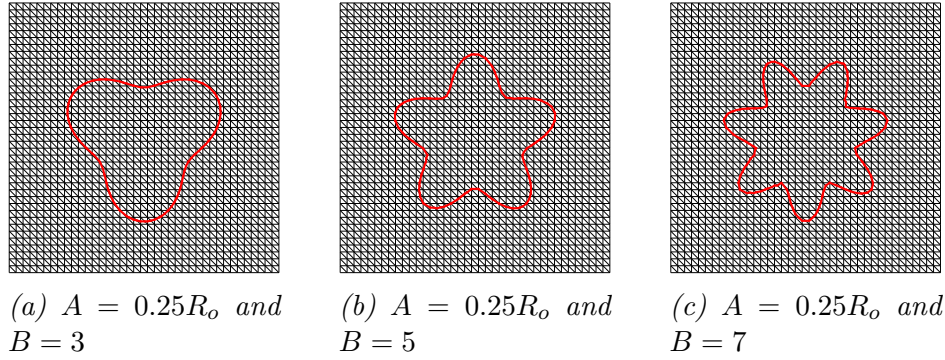 (a) A = 0.25R_o and
B = 3
(b) A = 0.25R_o and
B = 5
(c) A = 0.25R_o and
B = 7